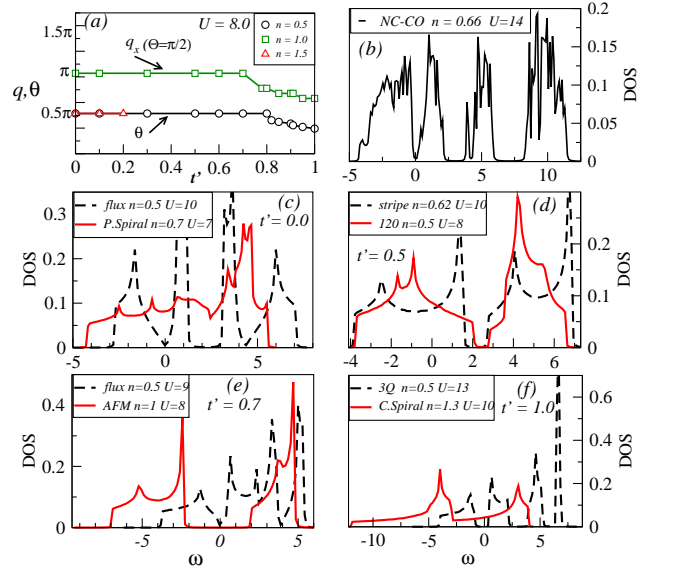 (a)
U = 8.0
n = 0.5
n = 1.0
n = 1.5
q_x (Θ=π/2)
θ
1.5π
π
0.5π
q,θ
0 0.2 0.4 0.6 0.8 1
t'
NC-CO n = 0.66 U=14
(b)
0.2
0.15
0.1
0.05
0
DOS
-5 0 5 10
(c)
flux n=0.5 U=10
P.Spiral n=0.7 U=7
t'= 0.0
0.3
0.2
0.1
0
DOS
-5 0 5
(d)
stripe n=0.62 U=10
120 n=0.5 U=8
t'= 0.5
0.3
0.2
0.1
0
DOS
-4 -2 0 2 4 6
(e)
flux n=0.5 U=9
AFM n=1 U=8
t' = 0.7
0.4
0.2
0
DOS
-5 0 5
ω
(f)
3Q n=0.5 U=13
C.Spiral n=1.3 U=10
t'= 1.0
0.6
0.4
0.2
0
DOS
-10 -5 0 5
ω